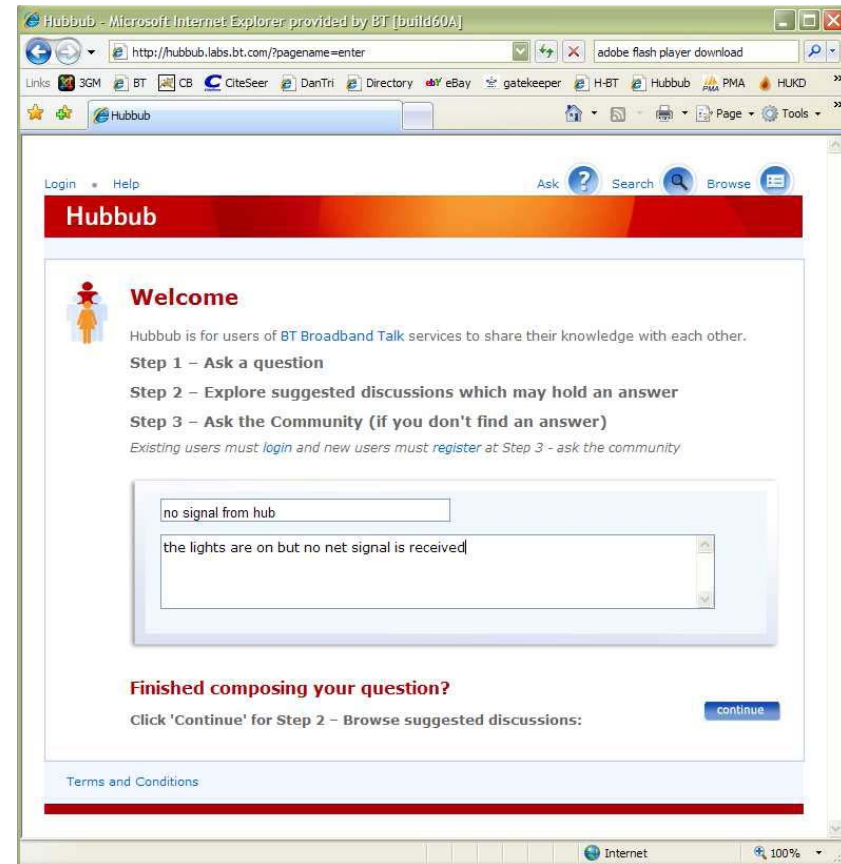 Hubbub - Microsoft Internet Explorer provided by BT [build60A]
http://hubbub.labs.bt.com/?pagename=enter
adobe flash player download
Links 3GM BT CB CiteSeer DanTri Directory eBay gatekeeper H-BT Hubbub PMA HUKD »
Hubbub Page Tools »
Login Help Ask ? Search Browse
Hubbub
Welcome
Hubbub is for users of BT Broadband Talk services to share their knowledge with each other.
Step 1 – Ask a question
Step 2 – Explore suggested discussions which may hold an answer
Step 3 – Ask the Community (if you don't find an answer)
Existing users must login and new users must register at Step 3 - ask the community
no signal from hub
the lights are on but no net signal is received
Finished composing your question?
Click 'Continue' for Step 2 – Browse suggested discussions:
continue
Terms and Conditions
Internet 100%